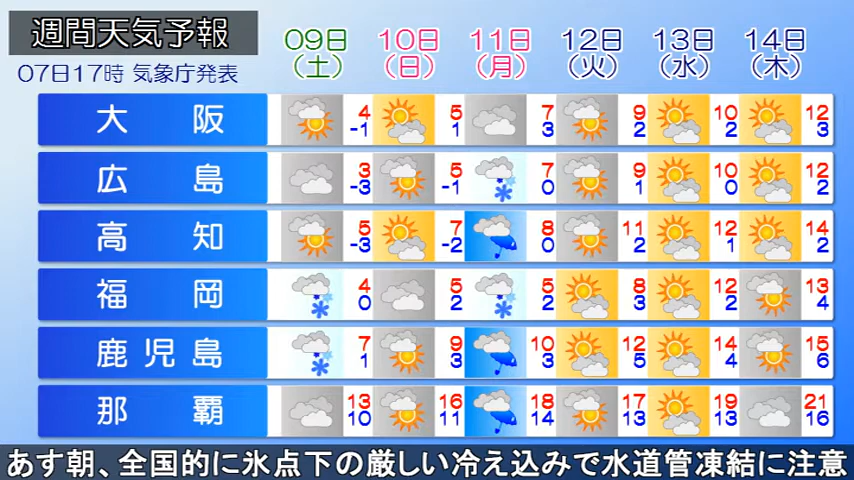 週間天気予報
07日17時 気象庁発表
09日 10日 11日 12日 13日 14日
(土) (日) (月) (火) (水) (木)
大阪 4 -1 5 1 7 3 9 2 10 2 12 3
広島 3 -3 5 -1 7 0 9 1 10 0 12 2
高知 5 -3 7 -2 8 0 11 2 12 1 14 2
福岡 4 0 5 2 5 2 8 3 12 2 13 4
鹿児島 7 1 9 3 10 3 12 5 14 4 15 6
那覇 13 10 16 11 18 14 17 13 19 13 21 16
あす朝、全国的に氷点下の厳しい冷え込みで水道管凍結に注意